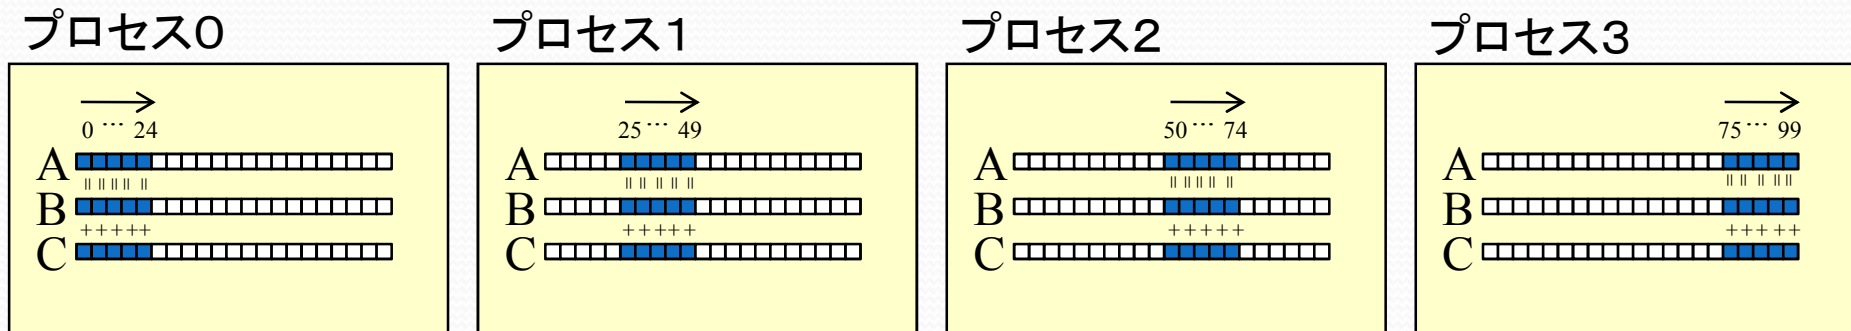 プロセス0
0 … 24
A
= = = = =
B
+ + + + +
C
プロセス1
25 … 49
A
= = = = =
B
+ + + + +
C
プロセス2
50 … 74
A
= = = = =
B
+ + + + +
C
プロセス3
75 … 99
A
= = = = =
B
+ + + + +
C